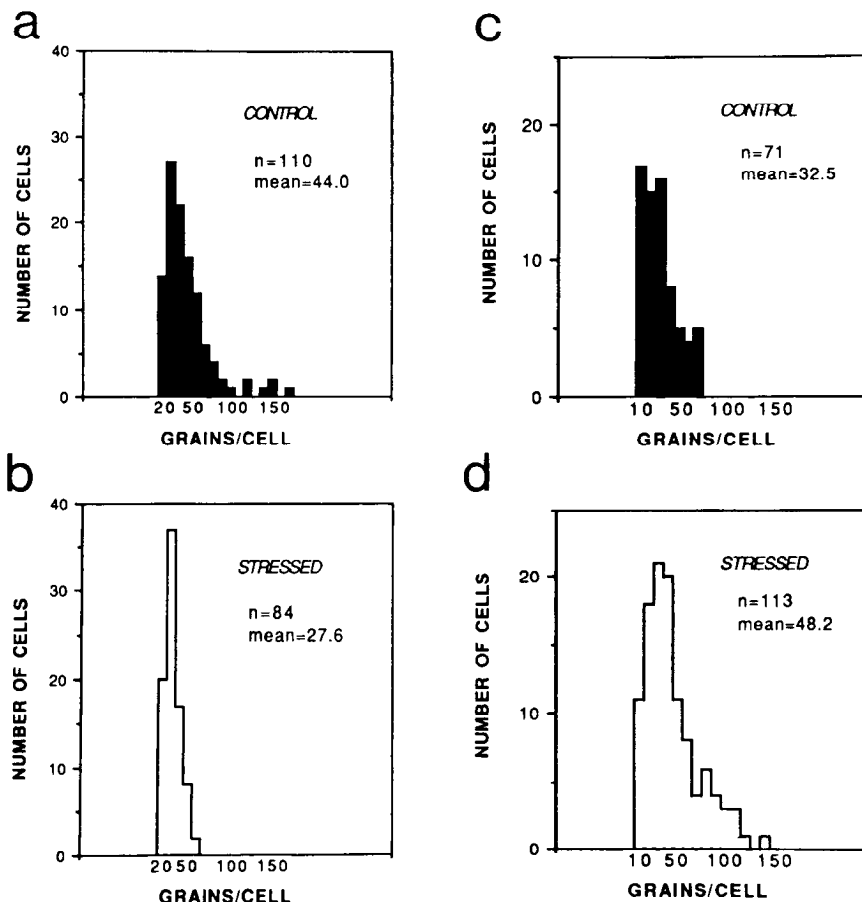 a
40
30
20
10
0
NUMBER OF CELLS
CONTROL
n=110
mean=44.0
20 50 100 150
GRAINS/CELL
c
20
10
0
NUMBER OF CELLS
CONTROL
n=71
mean=32.5
10 50 100 150
GRAINS/CELL
b
40
30
20
10
0
NUMBER OF CELLS
STRESSED
n=84
mean=27.6
20 50 100 150
GRAINS/CELL
d
20
10
0
NUMBER OF CELLS
STRESSED
n=113
mean=48.2
10 50 100 150
GRAINS/CELL